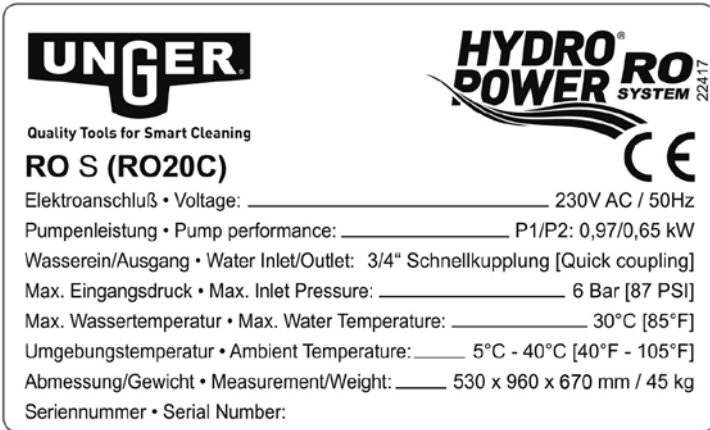 UNGER®
Quality Tools for Smart Cleaning
HYDRO®
POWER RO
SYSTEM
22417
CE
RO S (RO20C)
Elektroanschluß • Voltage: 230V AC / 50Hz
Pumpenleistung • Pump performance: P1/P2: 0,97/0,65 kW
Wasserein/Ausgang • Water Inlet/Outlet: 3/4“ Schnellkupplung [Quick coupling]
Max. Eingangsdruck • Max. Inlet Pressure: 6 Bar [87 PSI]
Max. Wassertemperatur • Max. Water Temperature: 30°C [85°F]
Umgebungstemperatur • Ambient Temperature: 5°C - 40°C [40°F - 105°F]
Abmessung/Gewicht • Measurement/Weight: 530 x 960 x 670 mm / 45 kg
Seriennummer • Serial Number: